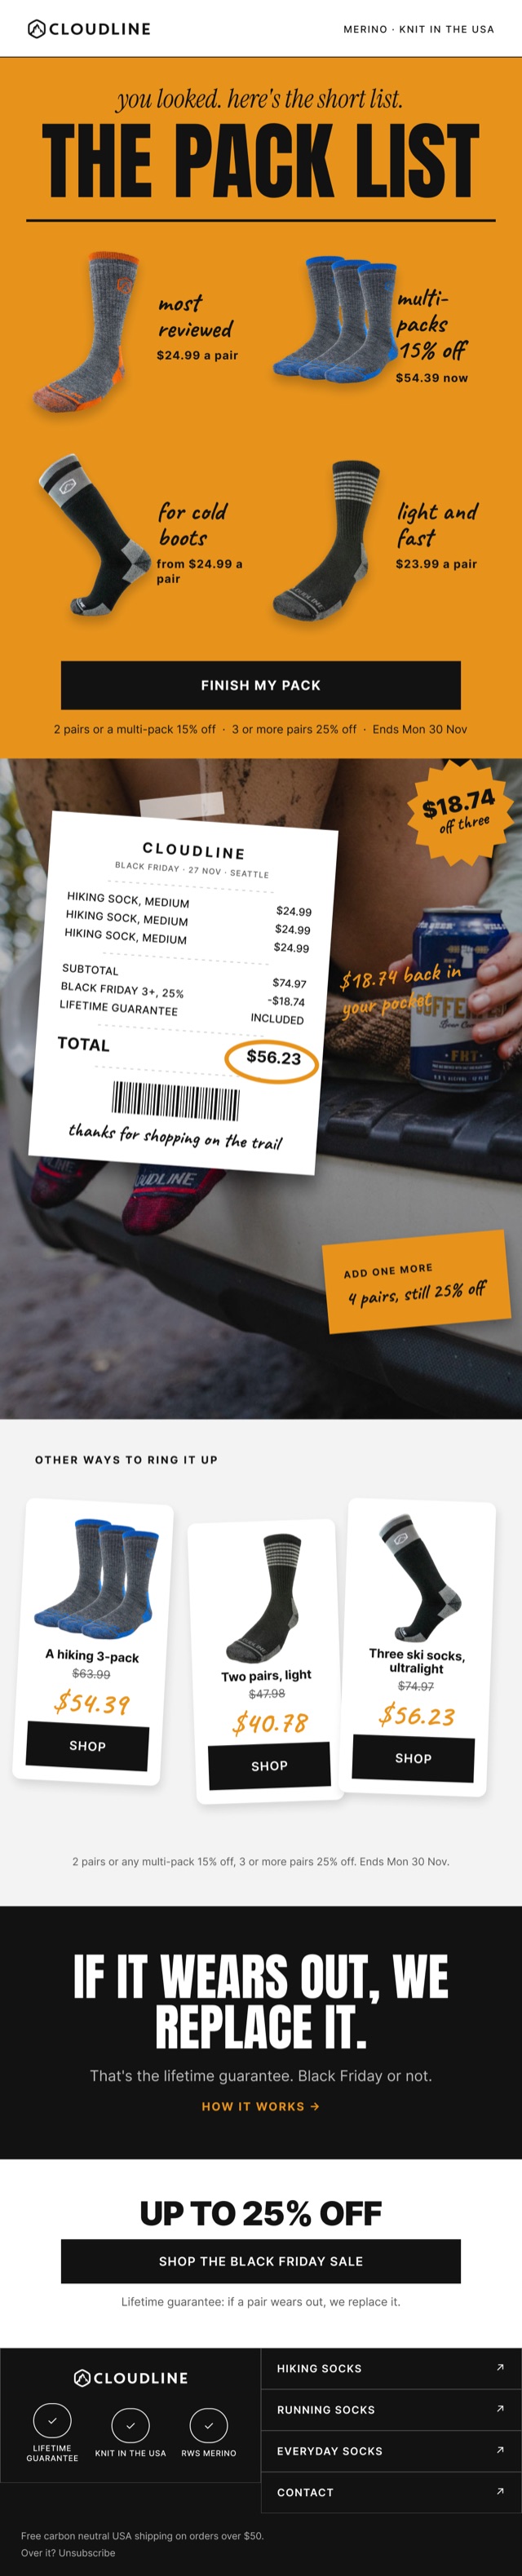 CLOUDLINE
MERINO · KNIT IN THE USA
you looked. here's the short list.
THE PACK LIST
most
reviewed
$24.99 a pair
multi-
packs
15% off
$54.39 now
for cold
boots
from $24.99 a
pair
light and
fast
$23.99 a pair
FINISH MY PACK
2 pairs or a multi-pack 15% off · 3 or more pairs 25% off · Ends Mon 30 Nov
$18.74
off three
CLOUDLINE
BLACK FRIDAY · 27 NOV · SEATTLE
HIKING SOCK, MEDIUM $24.99
HIKING SOCK, MEDIUM $24.99
HIKING SOCK, MEDIUM $24.99
SUBTOTAL $74.97
BLACK FRIDAY 3+, 25% -$18.74
LIFETIME GUARANTEE INCLUDED
TOTAL $56.23
thanks for shopping on the trail
$18.74 back in
your pocket
FHT
OUDLINE
ADD ONE MORE
4 pairs, still 25% off
OTHER WAYS TO RING IT UP
A hiking 3-pack
$63.99
$54.39
SHOP
Two pairs, light
$47.98
$40.78
SHOP
Three ski socks,
ultralight
$74.97
$56.23
SHOP
2 pairs or any multi-pack 15% off, 3 or more pairs 25% off. Ends Mon 30 Nov.
IF IT WEARS OUT, WE
REPLACE IT.
That's the lifetime guarantee. Black Friday or not.
HOW IT WORKS →
UP TO 25% OFF
SHOP THE BLACK FRIDAY SALE
Lifetime guarantee: if a pair wears out, we replace it.
CLOUDLINE
LIFETIME
GUARANTEE
KNIT IN THE USA
RWS MERINO
HIKING SOCKS
RUNNING SOCKS
EVERYDAY SOCKS
CONTACT
Free carbon neutral USA shipping on orders over $50.
Over it? Unsubscribe